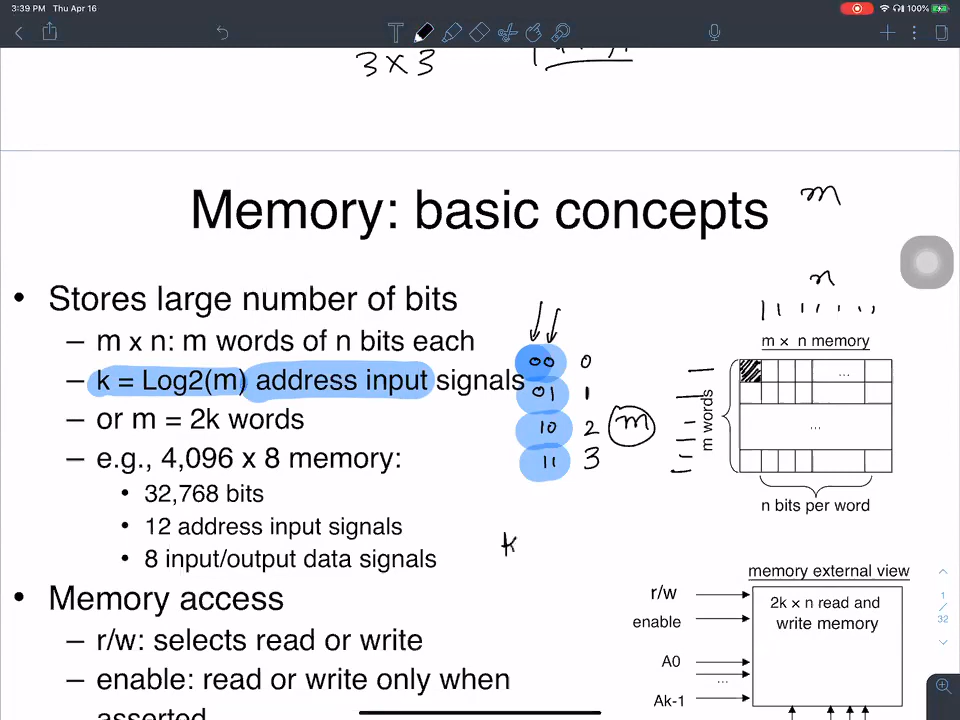 3:39 PM Thu Apr 16
100%
3 x 3
Memory: basic concepts
m
• Stores large number of bits
– m x n: m words of n bits each
– k = Log2(m) address input signals
– or m = 2k words
– e.g., 4,096 x 8 memory:
• 32,768 bits
• 12 address input signals
• 8 input/output data signals
• Memory access
– r/w: selects read or write
– enable: read or write only when
asserted
00 0
01 1
10 2
11 3
m
k
n
m × n memory
...
...
m words
n bits per word
memory external view
r/w
enable
A0
...
Ak-1
2k × n read and
write memory
1
/
32